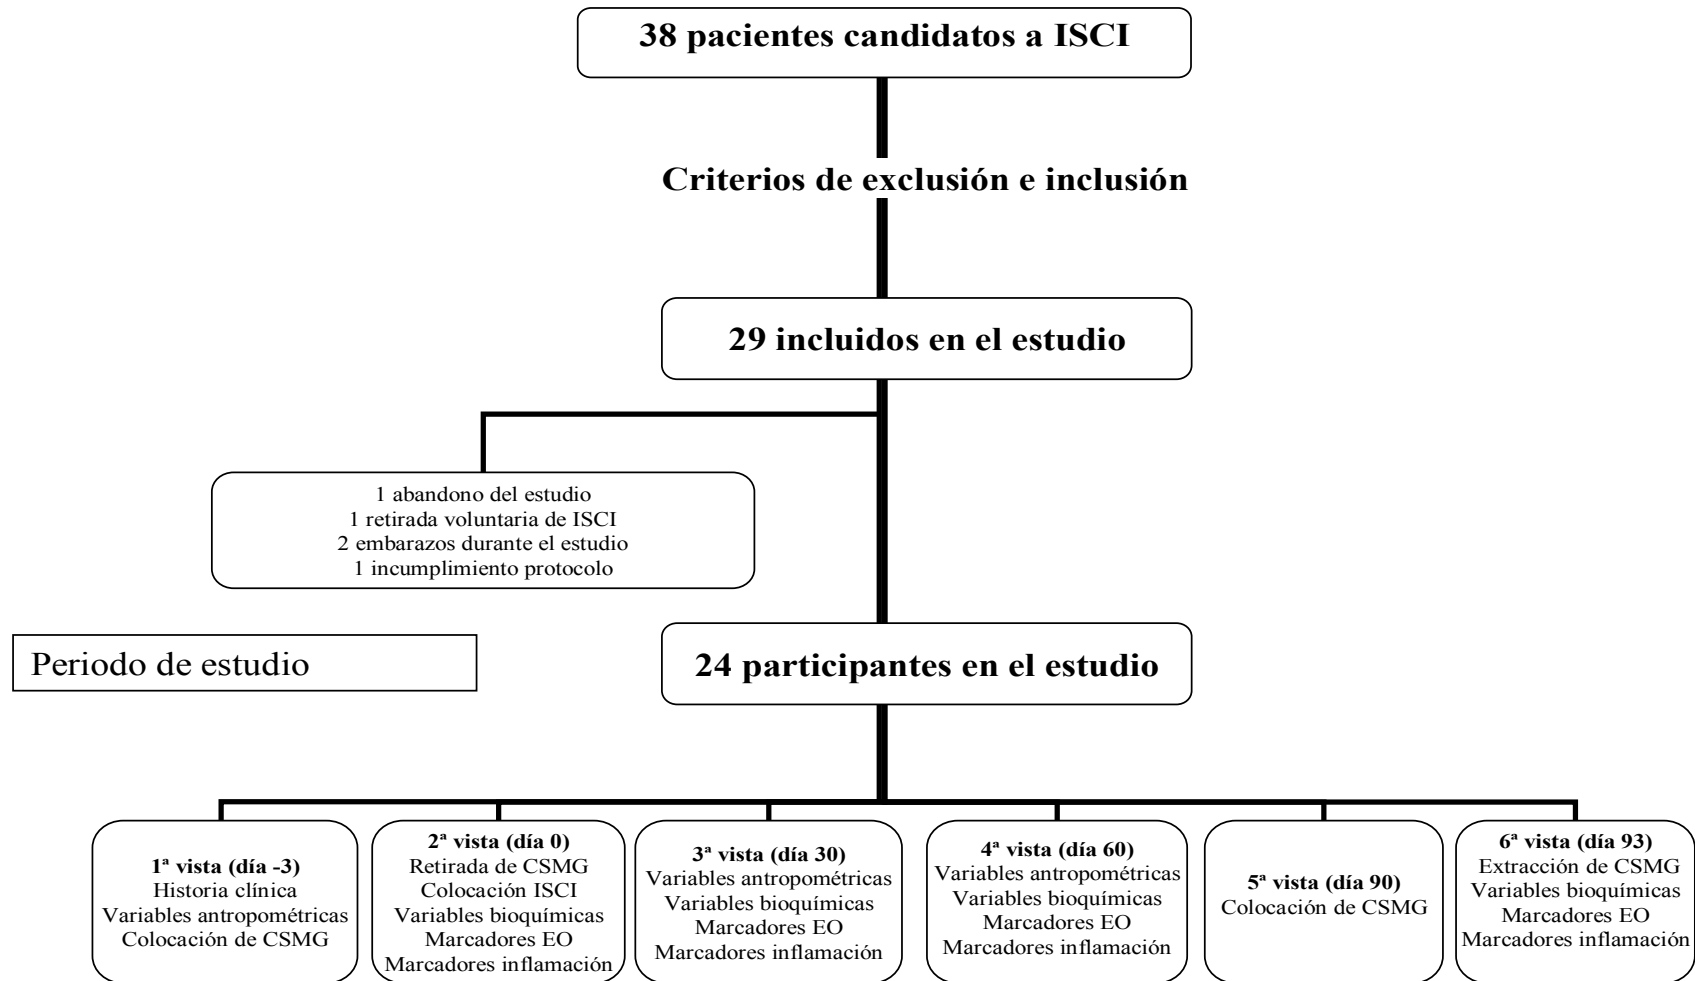 38 pacientes candidatos a ISCI
Criterios de exclusión e inclusión
29 incluidos en el estudio
1 abandono del estudio
1 retirada voluntaria de ISCI
2 embarazos durante el estudio
1 incumplimiento protocolo
Periodo de estudio
24 participantes en el estudio
1ª vista (día -3)
Historia clínica
Variables antropométricas
Colocación de CSMG
2ª vista (día 0)
Retirada de CSMG
Colocación ISCI
Variables bioquímicas
Marcadores EO
Marcadores inflamación
3ª vista (día 30)
Variables antropométricas
Variables bioquímicas
Marcadores EO
Marcadores inflamación
4ª vista (día 60)
Variables antropométricas
Variables bioquímicas
Marcadores EO
Marcadores inflamación
5ª vista (día 90)
Colocación de CSMG
6ª vista (día 93)
Extracción de CSMG
Variables bioquímicas
Marcadores EO
Marcadores inflamación